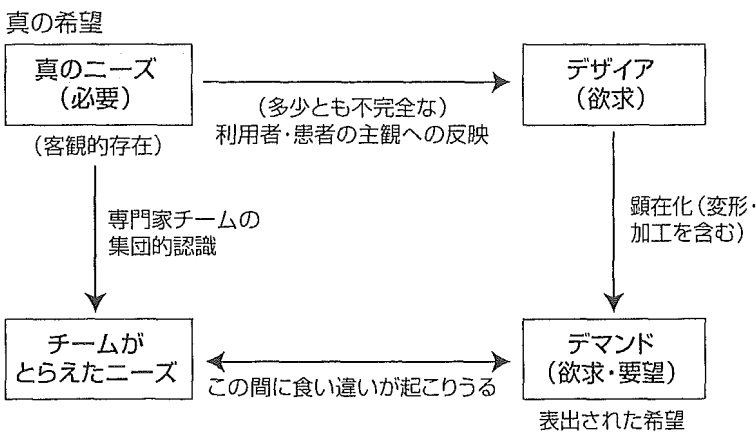 真の希望
真のニーズ
(必要)
(客観的存在)
(多少とも不完全な)
利用者・患者の主観への反映
デザイア
(欲求)
専門家チームの
集団的認識
顕在化(変形・
加工を含む)
チームが
とらえたニーズ
この間に食い違いが起こりうる
デマンド
(欲求・要望)
表出された希望